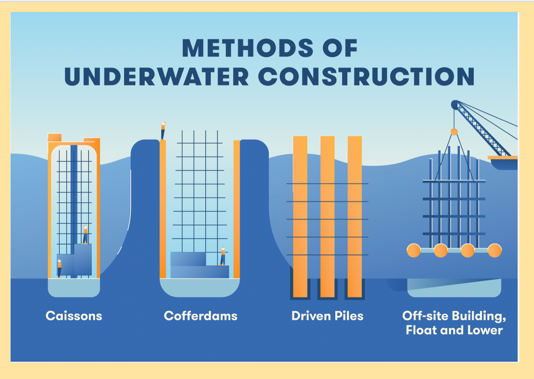 METHODS OF
UNDERWATER CONSTRUCTION
Caissons
Cofferdams
Driven Piles
Off-site Building,
Float and Lower